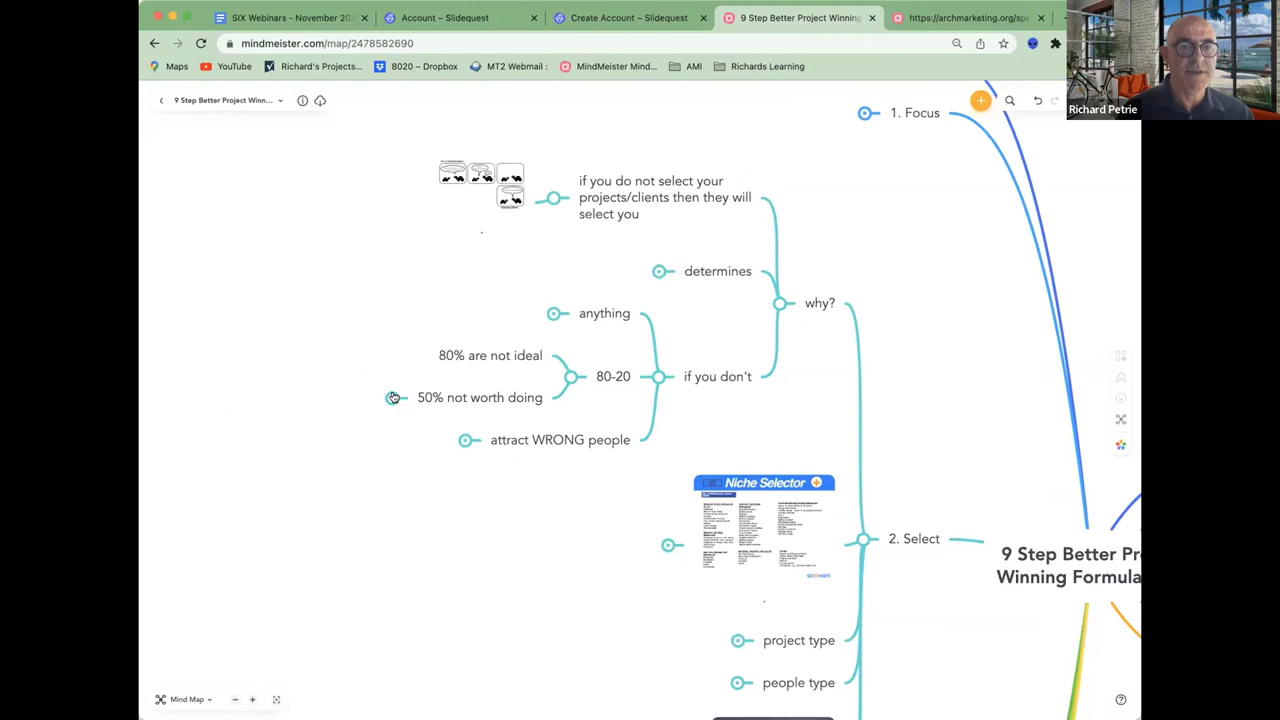 SIX Webinars - November 202
Account – Slidequest
Create Account – Slidequest
9 Step Better Project Winning
https://archmarketing.org/spe
mindmeister.com/map/2478582690
Maps
YouTube
Richard's Projects...
8020 – Dropbox
MT2 Webmail :
MindMeister Mind...
AMI
Richards Learning
Richard Petrie
9 Step Better Project Winn...
1. Focus
if you do not select your
projects/clients then they will
select you
determines
why?
anything
80% are not ideal
80-20
if you don't
50% not worth doing
attract WRONG people
Niche Selector
2. Select
9 Step Better Pr
Winning Formula
project type
people type
Mind Map